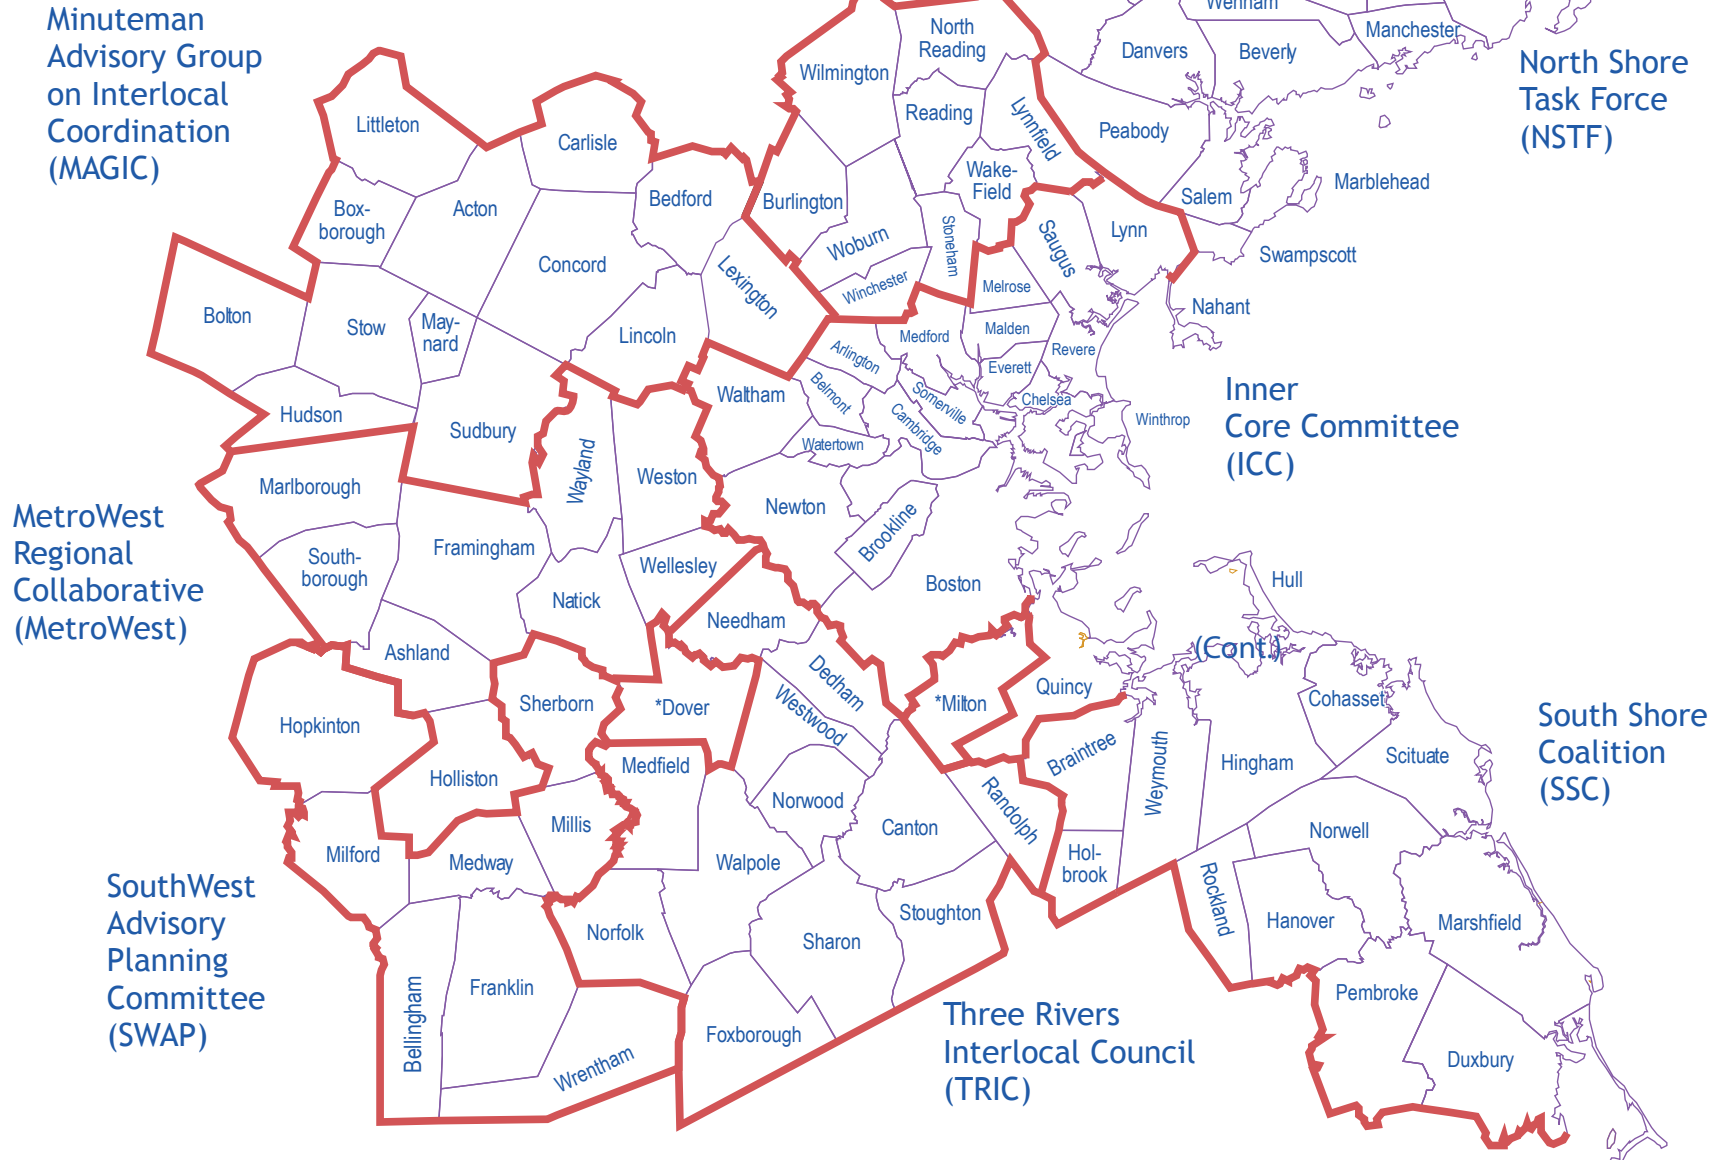 Minuteman
Advisory Group
on Interlocal
Coordination
(MAGIC)
Wenham
Manchester
North
Reading
Danvers
Beverly
North Shore
Task Force
(NSTF)
Wilmington
Littleton
Carlisle
Reading
Lynnfield
Peabody
Wake-
Field
Marblehead
Salem
Box-
borough
Acton
Bedford
Burlington
Woburn
Stoneham
Saugus
Lynn
Swampscott
Concord
Lexington
Winchester
Melrose
Nahant
Bolton
Stow
May-
nard
Lincoln
Medford
Malden
Revere
Arlington
Everett
Inner
Core Committee
(ICC)
Waltham
Belmont
Somerville
Chelsea
Winthrop
Hudson
Sudbury
Cambridge
Watertown
Wayland
Weston
Marlborough
Newton
Brookline
MetroWest
Regional
Collaborative
(MetroWest)
South-
borough
Framingham
Wellesley
Boston
Hull
Natick
Needham
(Cont.)
Ashland
Dedham
Quincy
Cohasset
Sherborn
*Dover
Westwood
*Milton
South Shore
Coalition
(SSC)
Hopkinton
Holliston
Medfield
Braintree
Weymouth
Hingham
Scituate
Norwood
Randolph
Millis
Canton
Norwell
Milford
Medway
Walpole
Hol-
brook
SouthWest
Advisory
Planning
Committee
(SWAP)
Rockland
Stoughton
Hanover
Marshfield
Norfolk
Sharon
Franklin
Pembroke
Bellingham
Foxborough
Three Rivers
Interlocal Council
(TRIC)
Wrentham
Duxbury